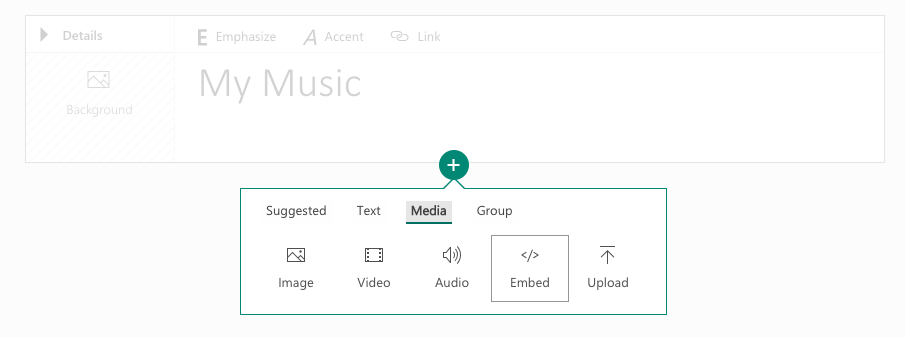 Details E Emphasize A Accent Link
Background
My Music
+
Suggested Text Media Group
</>
Image Video Audio Embed Upload